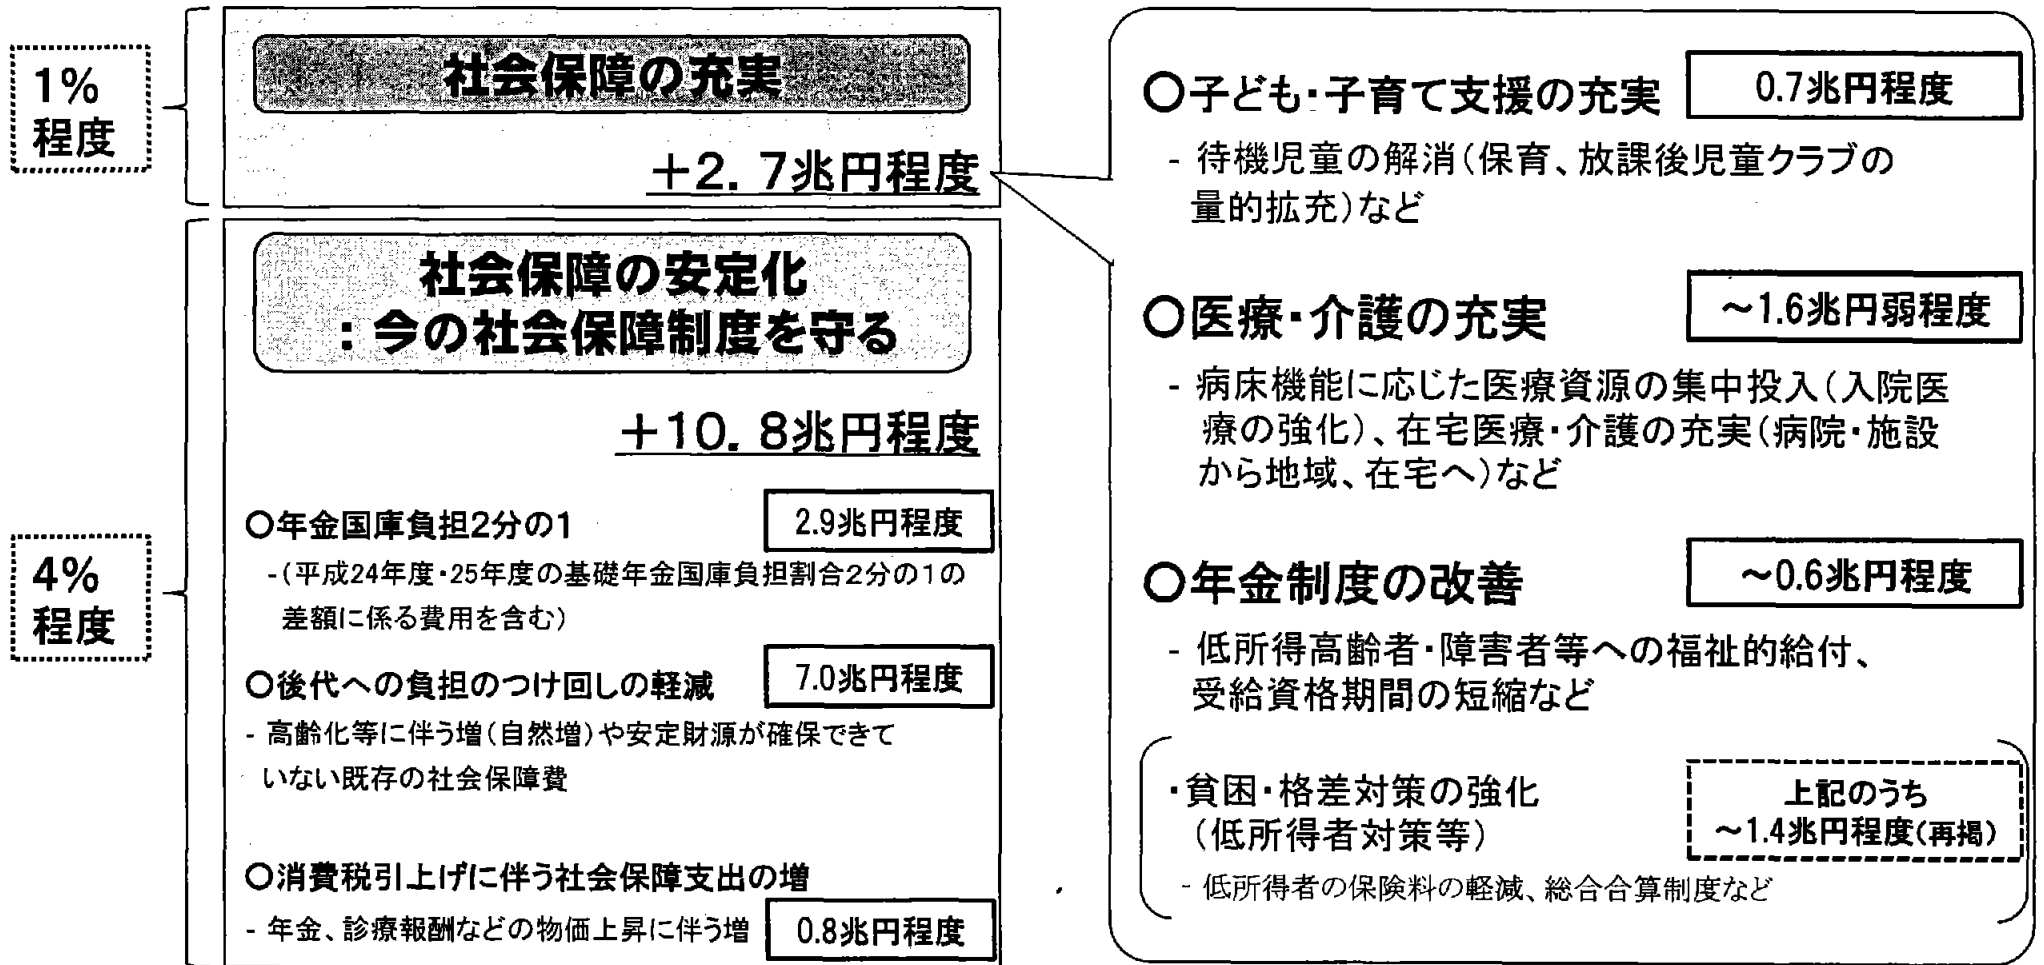 1%
程度
社会保障の充実
+2.7兆円程度
4%
程度
社会保障の安定化
:今の社会保障制度を守る
+10.8兆円程度
〇年金国庫負担2分の1
2.9兆円程度
-(平成24年度・25年度の基礎年金国庫負担割合2分の1の
差額に係る費用を含む)
〇後代への負担のつけ回しの軽減
7.0兆円程度
- 高齢化等に伴う増(自然増)や安定財源が確保できて
いない既存の社会保障費
〇消費税引上げに伴う社会保障支出の増
- 年金、診療報酬などの物価上昇に伴う増
0.8兆円程度
〇子ども・子育て支援の充実
0.7兆円程度
- 待機児童の解消(保育、放課後児童クラブの
量的拡充)など
〇医療・介護の充実
~1.6兆円弱程度
- 病床機能に応じた医療資源の集中投入(入院医
療の強化)、在宅医療・介護の充実(病院・施設
から地域、在宅へ)など
〇年金制度の改善
~0.6兆円程度
- 低所得高齢者・障害者等への福祉的給付、
受給資格期間の短縮など
・貧困・格差対策の強化
(低所得者対策等)
上記のうち
~1.4兆円程度(再掲)
- 低所得者の保険料の軽減、総合合算制度など